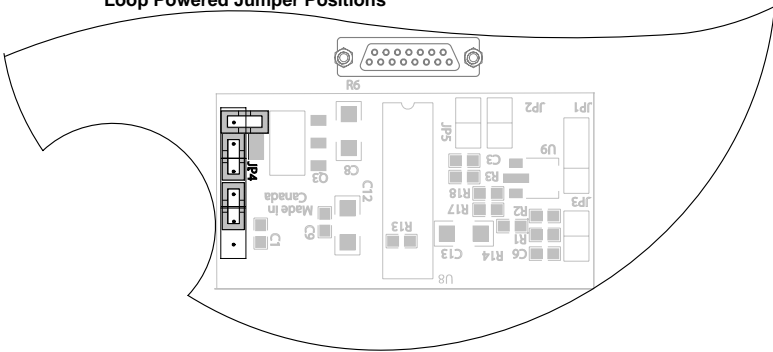 Loop Powered Jumper Positions
R6
JP2
JP1
JP5
U9
JP4
Q3
C8
C3
R3
C12
R18
R17
Made In
Canada
R2
JP3
C1
C9
R13
R1
C13
R14
C6
U8